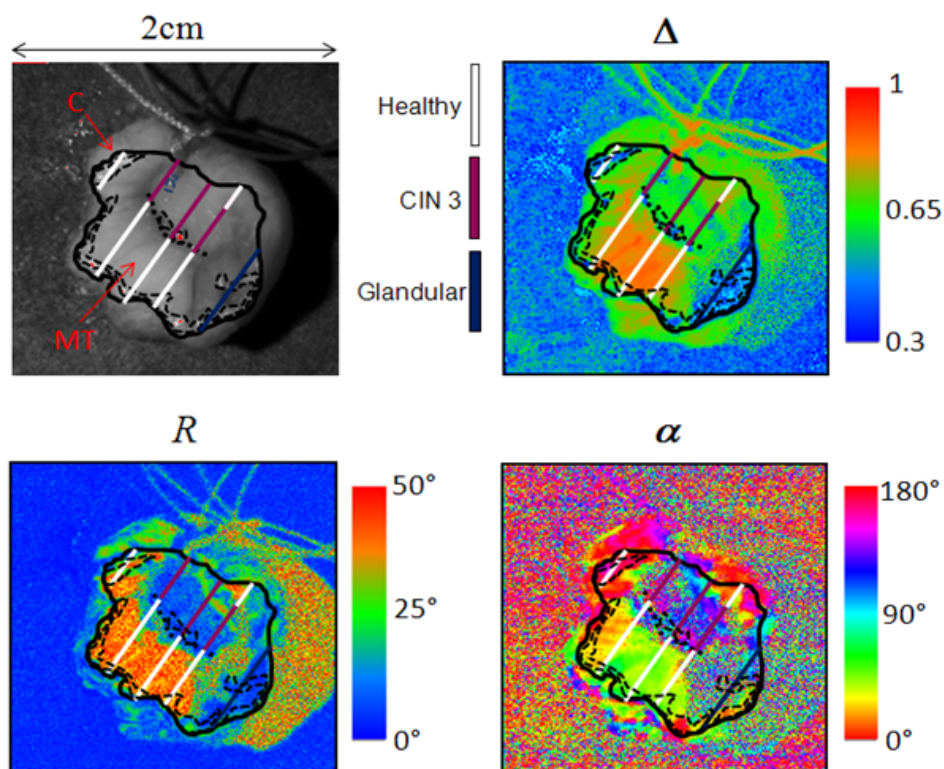 2cm
Δ
C
MT
Healthy
CIN 3
Glandular
1
0.65
0.3
R
α
50°
25°
0°
180°
90°
0°